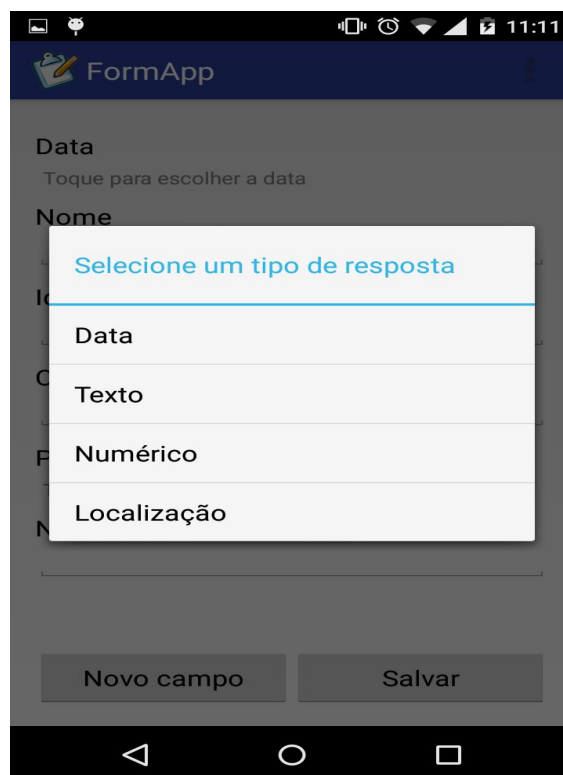 11:11
FormApp
Data
Toque para escolher a data
Nome
Selecione um tipo de resposta
Data
Texto
Numérico
Localização
Novo campo
Salvar